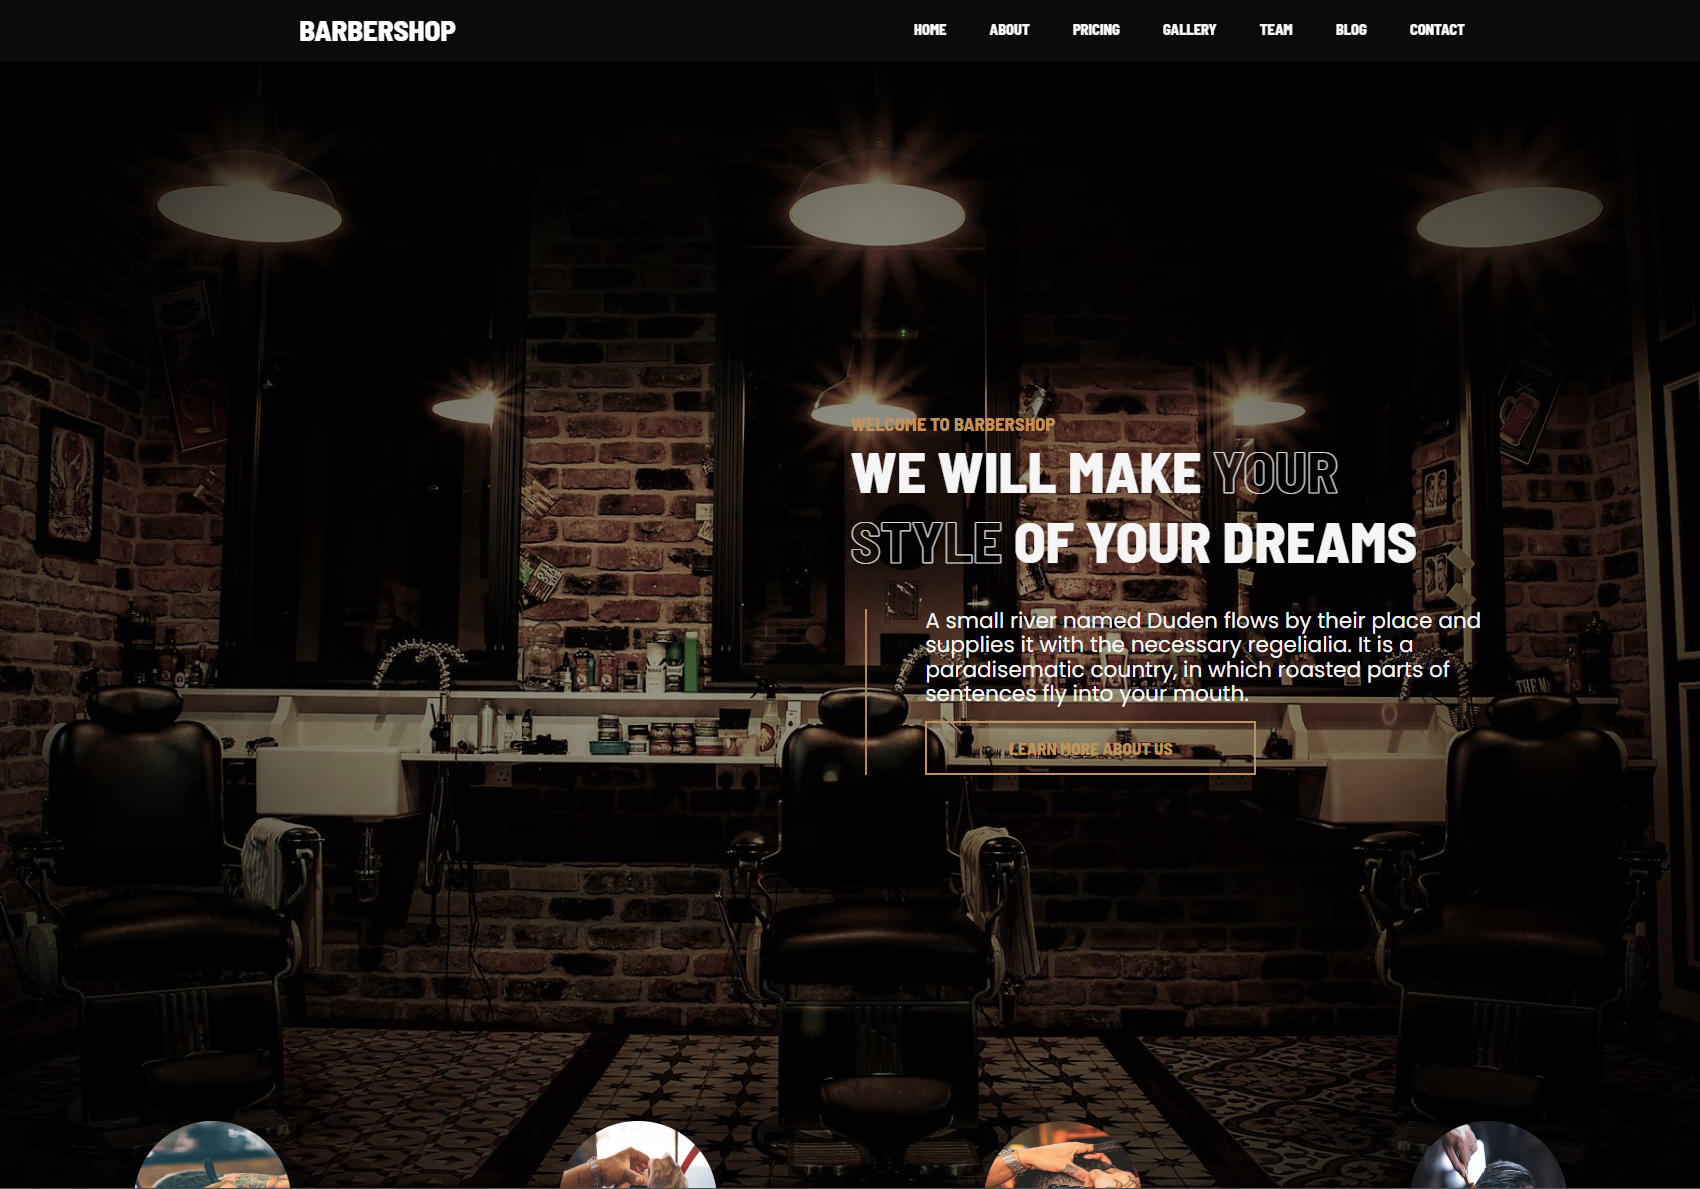 BARBERSHOP
HOME ABOUT PRICING GALLERY TEAM BLOG CONTACT
WELCOME TO BARBERSHOP
WE WILL MAKE YOUR
STYLE OF YOUR DREAMS
A small river named Duden flows by their place and
supplies it with the necessary regelialia. It is a
paradisematic country, in which roasted parts of
sentences fly into your mouth.
LEARN MORE ABOUT US